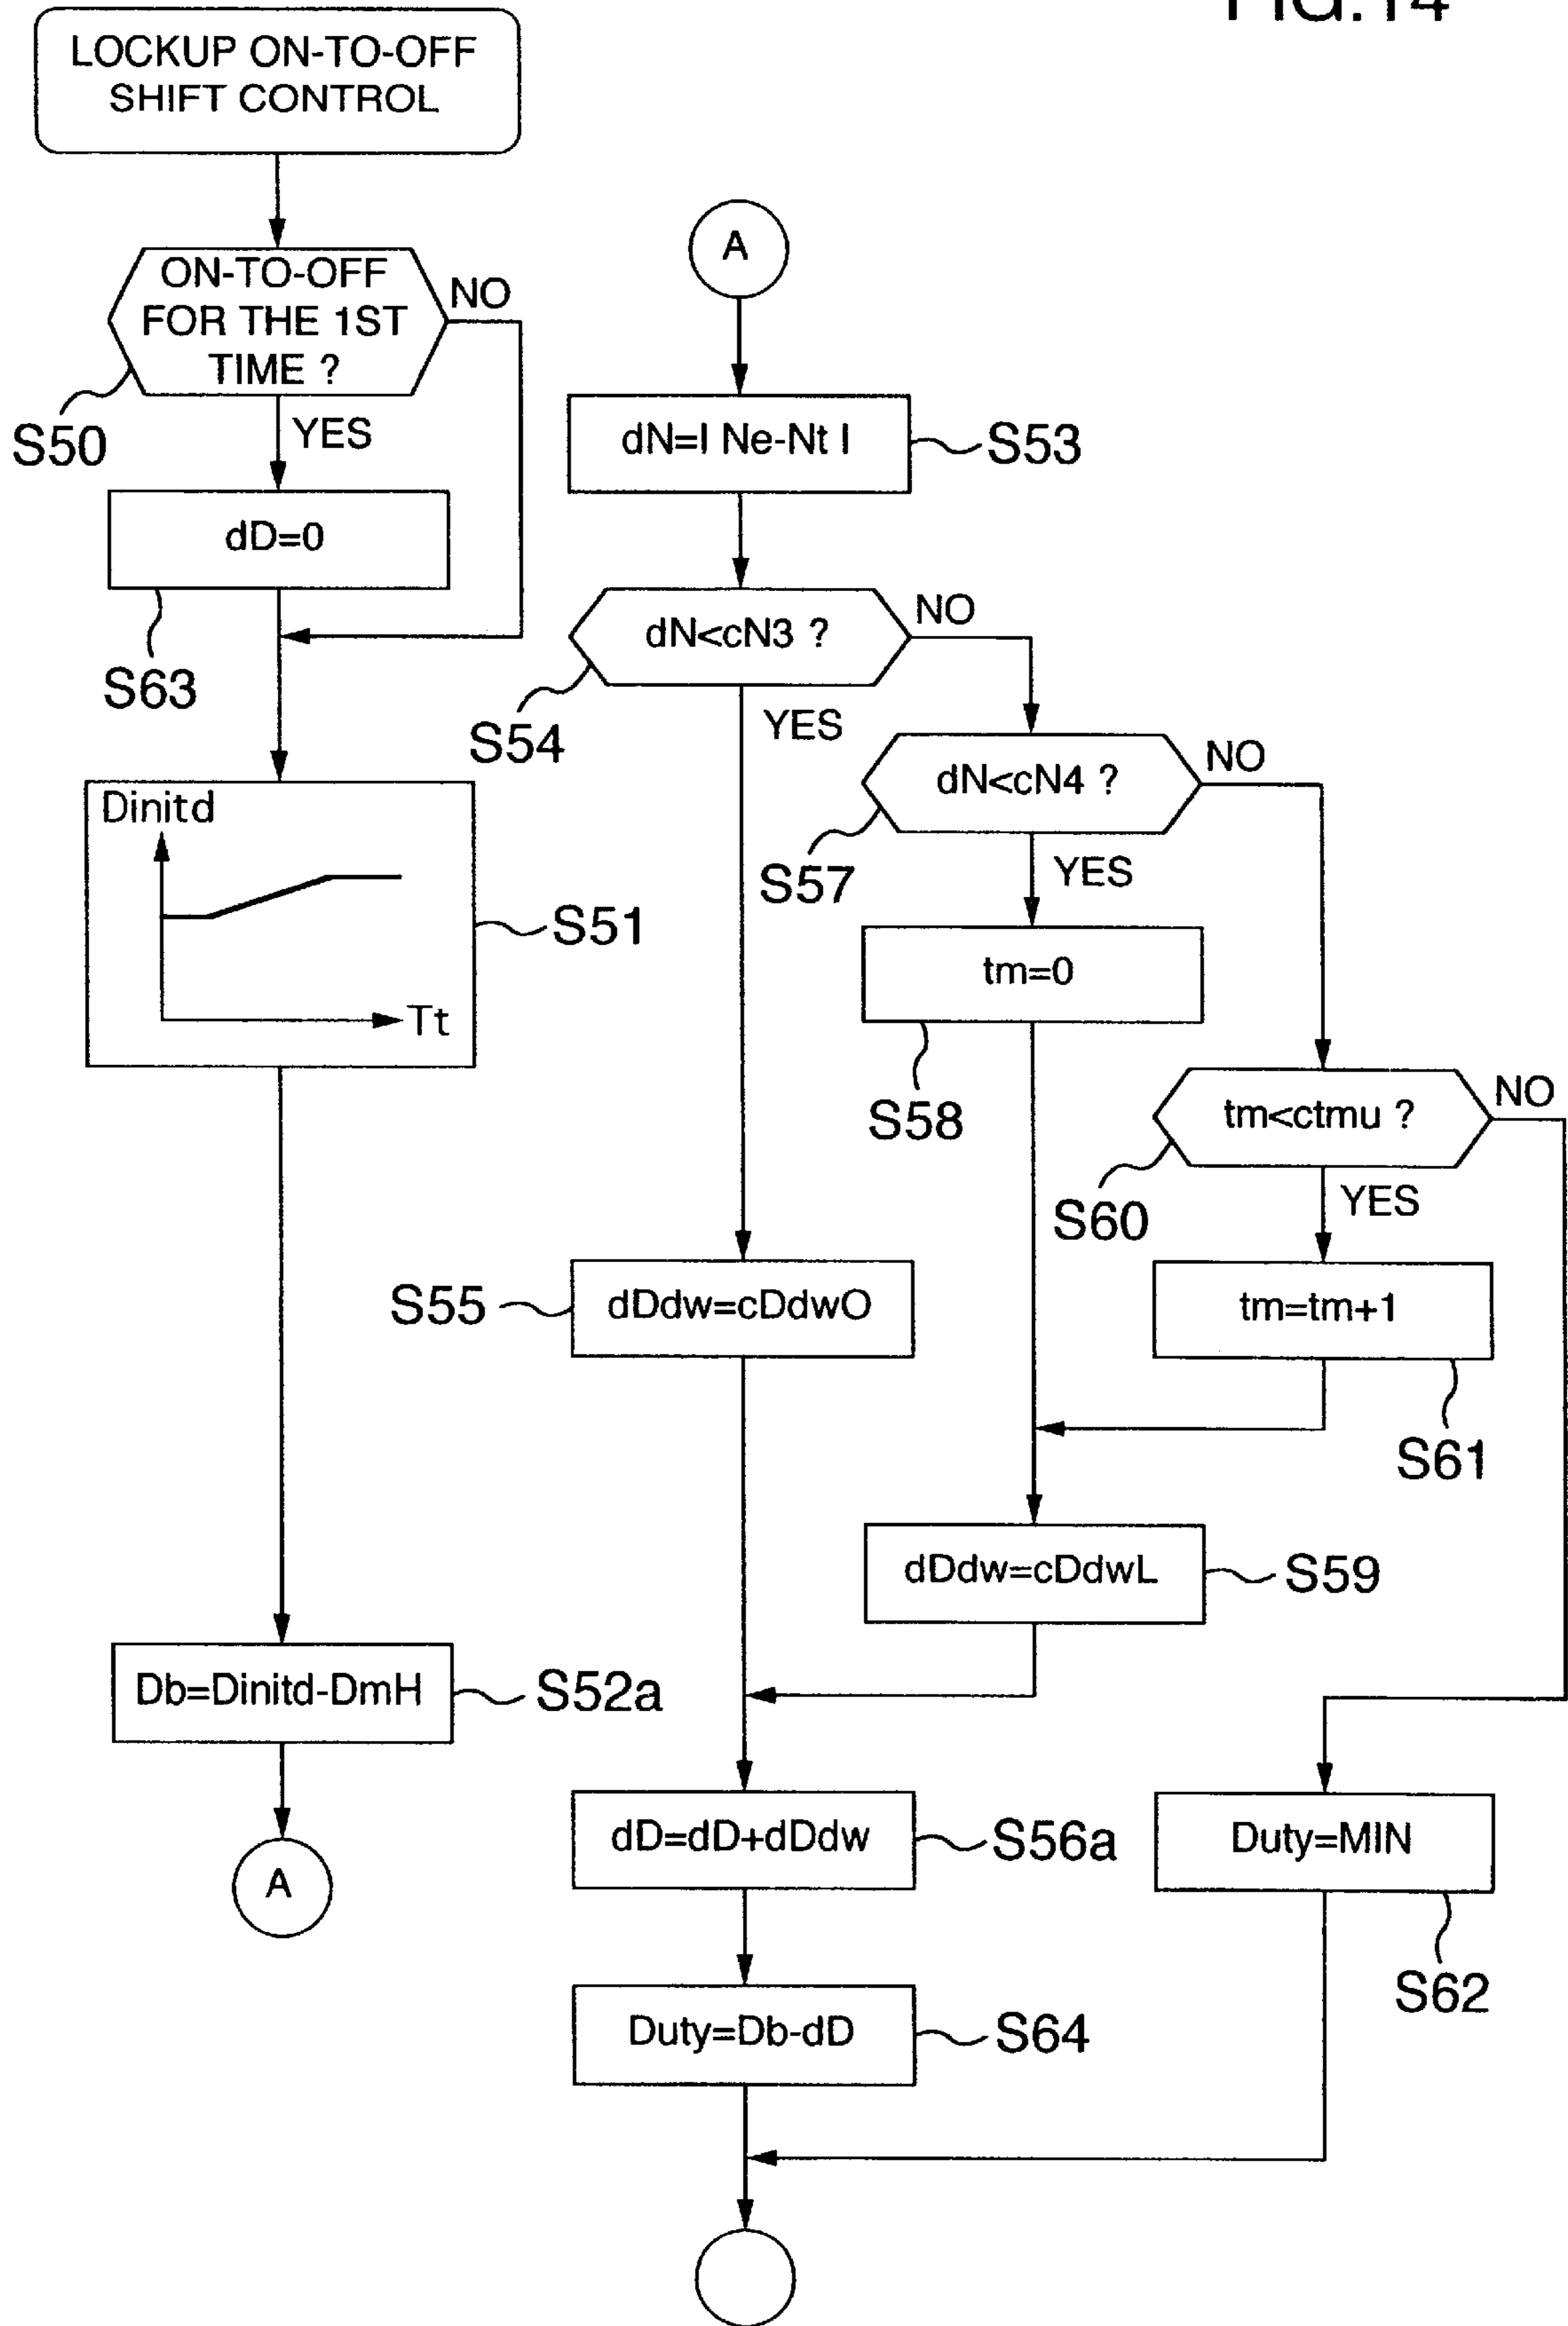 FIG.14
LOCKUP ON-TO-OFF
SHIFT CONTROL
ON-TO-OFF
FOR THE 1ST
TIME ?
NO
YES
S50
dD=0
S63
Dinitd
Tt
S51
Db=Dinitd-DmH
S52a
A
A
dN=I Ne-Nt I
S53
dN<cN3 ?
NO
YES
S54
dN<cN4 ?
NO
YES
S57
tm=0
S58
tm<ctmu ?
NO
YES
S60
tm=tm+1
S61
S55
dDdw=cDdwO
dDdw=cDdwL
S59
dD=dD+dDdw
S56a
Duty=MIN
S62
Duty=Db-dD
S64